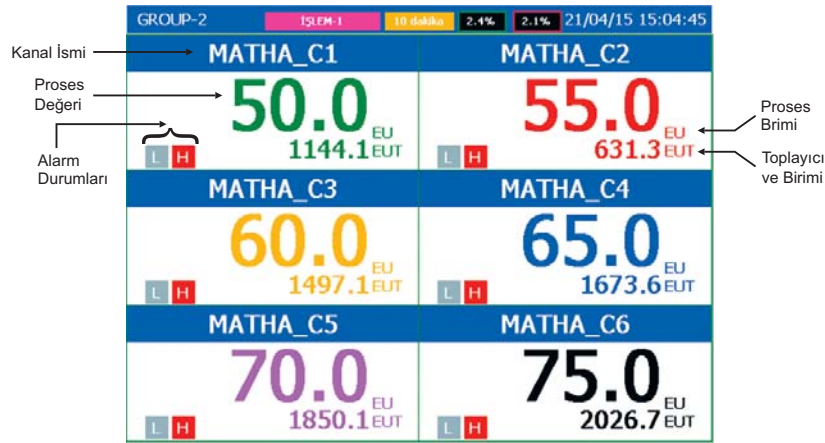 GROUP-2 İŞLEM-1 10 dakika 2.4% 2.1% 21/04/15 15:04:45
Kanal İsmi
MATHA_C1 MATHA_C2
Proses
Değeri
50.0 EU 55.0 EU
Proses
Brimi
Alarm
Durumları
L H 1144.1 EUT L H 631.3 EUT
Toplayıcı
ve Birimi
MATHA_C3 MATHA_C4
60.0 EU 65.0 EU
L H 1497.1 EUT L H 1673.6 EUT
MATHA_C5 MATHA_C6
70.0 EU 75.0 EU
L H 1850.1 EUT L H 2026.7 EUT